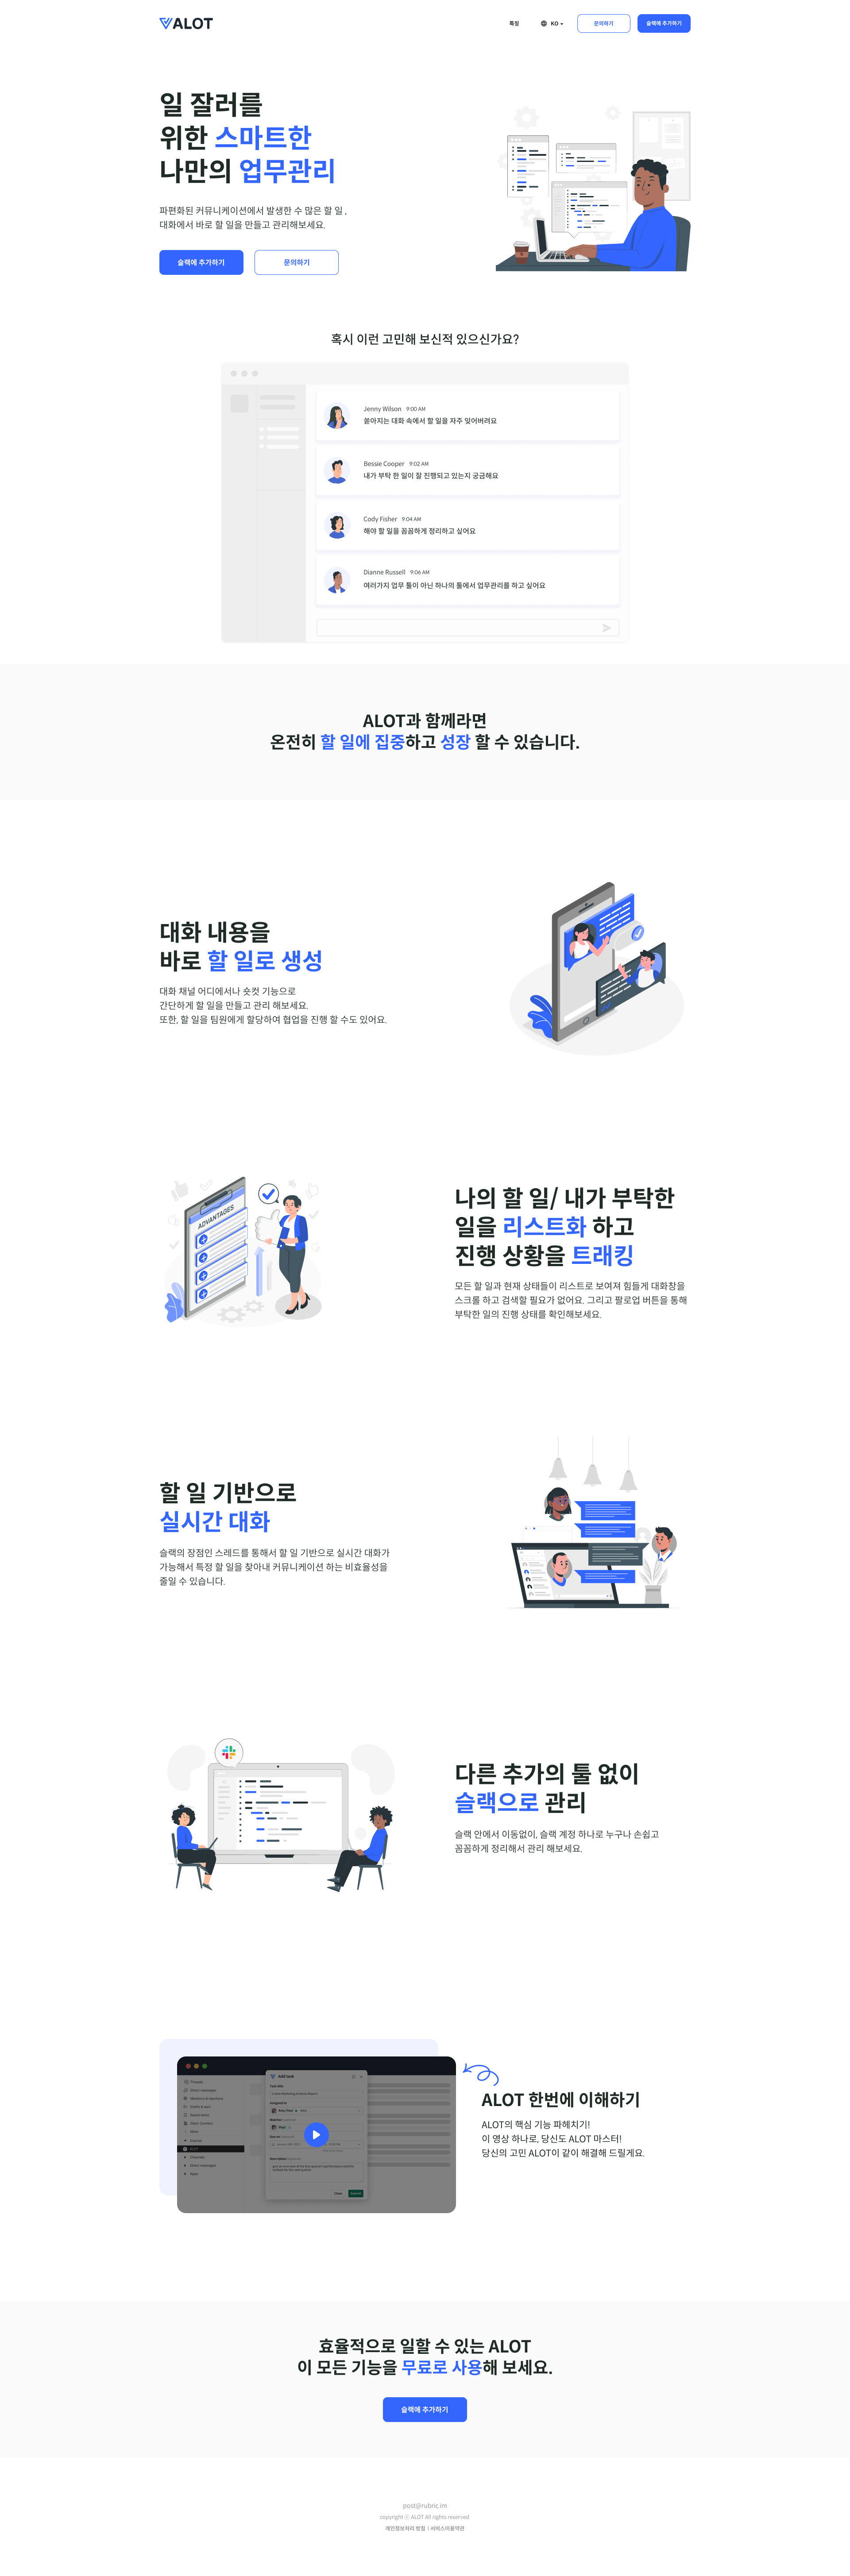 ALOT
특징
KO
문의하기
슬랙에 추가하기
일 잘러를
위한 스마트한
나만의 업무관리
파편화된 커뮤니케이션에서 발생한 수 많은 할 일 ,
대화에서 바로 할 일을 만들고 관리해보세요.
슬랙에 추가하기
문의하기
혹시 이런 고민해 보신적 있으신가요?
Jenny Wilson 9:00 AM
쏟아지는 대화 속에서 할 일을 자주 잊어버려요
Bessie Cooper 9:02 AM
내가 부탁 한 일이 잘 진행되고 있는지 궁금해요
Cody Fisher 9:04 AM
해야 할 일을 꼼꼼하게 정리하고 싶어요
Dianne Russell 9:06 AM
여러가지 업무 툴이 아닌 하나의 툴에서 업무관리를 하고 싶어요
ALOT과 함께라면
온전히 할 일에 집중하고 성장 할 수 있습니다.
대화 내용을
바로 할 일로 생성
대화 채널 어디에서나 숏컷 기능으로
간단하게 할 일을 만들고 관리 해보세요.
또한, 할 일을 팀원에게 할당하여 협업을 진행 할 수도 있어요.
ADVANTAGES
나의 할 일/ 내가 부탁한
일을 리스트화 하고
진행 상황을 트래킹
모든 할 일과 현재 상태들이 리스트로 보여져 힘들게 대화창을
스크롤 하고 검색할 필요가 없어요. 그리고 팔로업 버튼을 통해
부탁한 일의 진행 상태를 확인해보세요.
할 일 기반으로
실시간 대화
슬랙의 장점인 스레드를 통해서 할 일 기반으로 실시간 대화가
가능해서 특정 할 일을 찾아내 커뮤니케이션 하는 비효율성을
줄일 수 있습니다.
다른 추가의 툴 없이
슬랙으로 관리
슬랙 안에서 이동없이, 슬랙 계정 하나로 누구나 손쉽고
꼼꼼하게 정리해서 관리 해보세요.
Threads
Direct messages
Mentions & reactions
Drafts & sent
Saved items
Slack Connect
More
Starred
ALOT
Channels
Direct messages
Apps
Add task
Task title
Assigned to
Description
Close
Submit
ALOT 한번에 이해하기
ALOT의 핵심 기능 파헤치기!
이 영상 하나로, 당신도 ALOT 마스터!
당신의 고민 ALOT이 같이 해결해 드릴게요.
효율적으로 일할 수 있는 ALOT
이 모든 기능을 무료로 사용해 보세요.
슬랙에 추가하기
post@rubric.im
copyright ⓒ ALOT All rights reserved
개인정보처리 방침 | 서비스이용약관